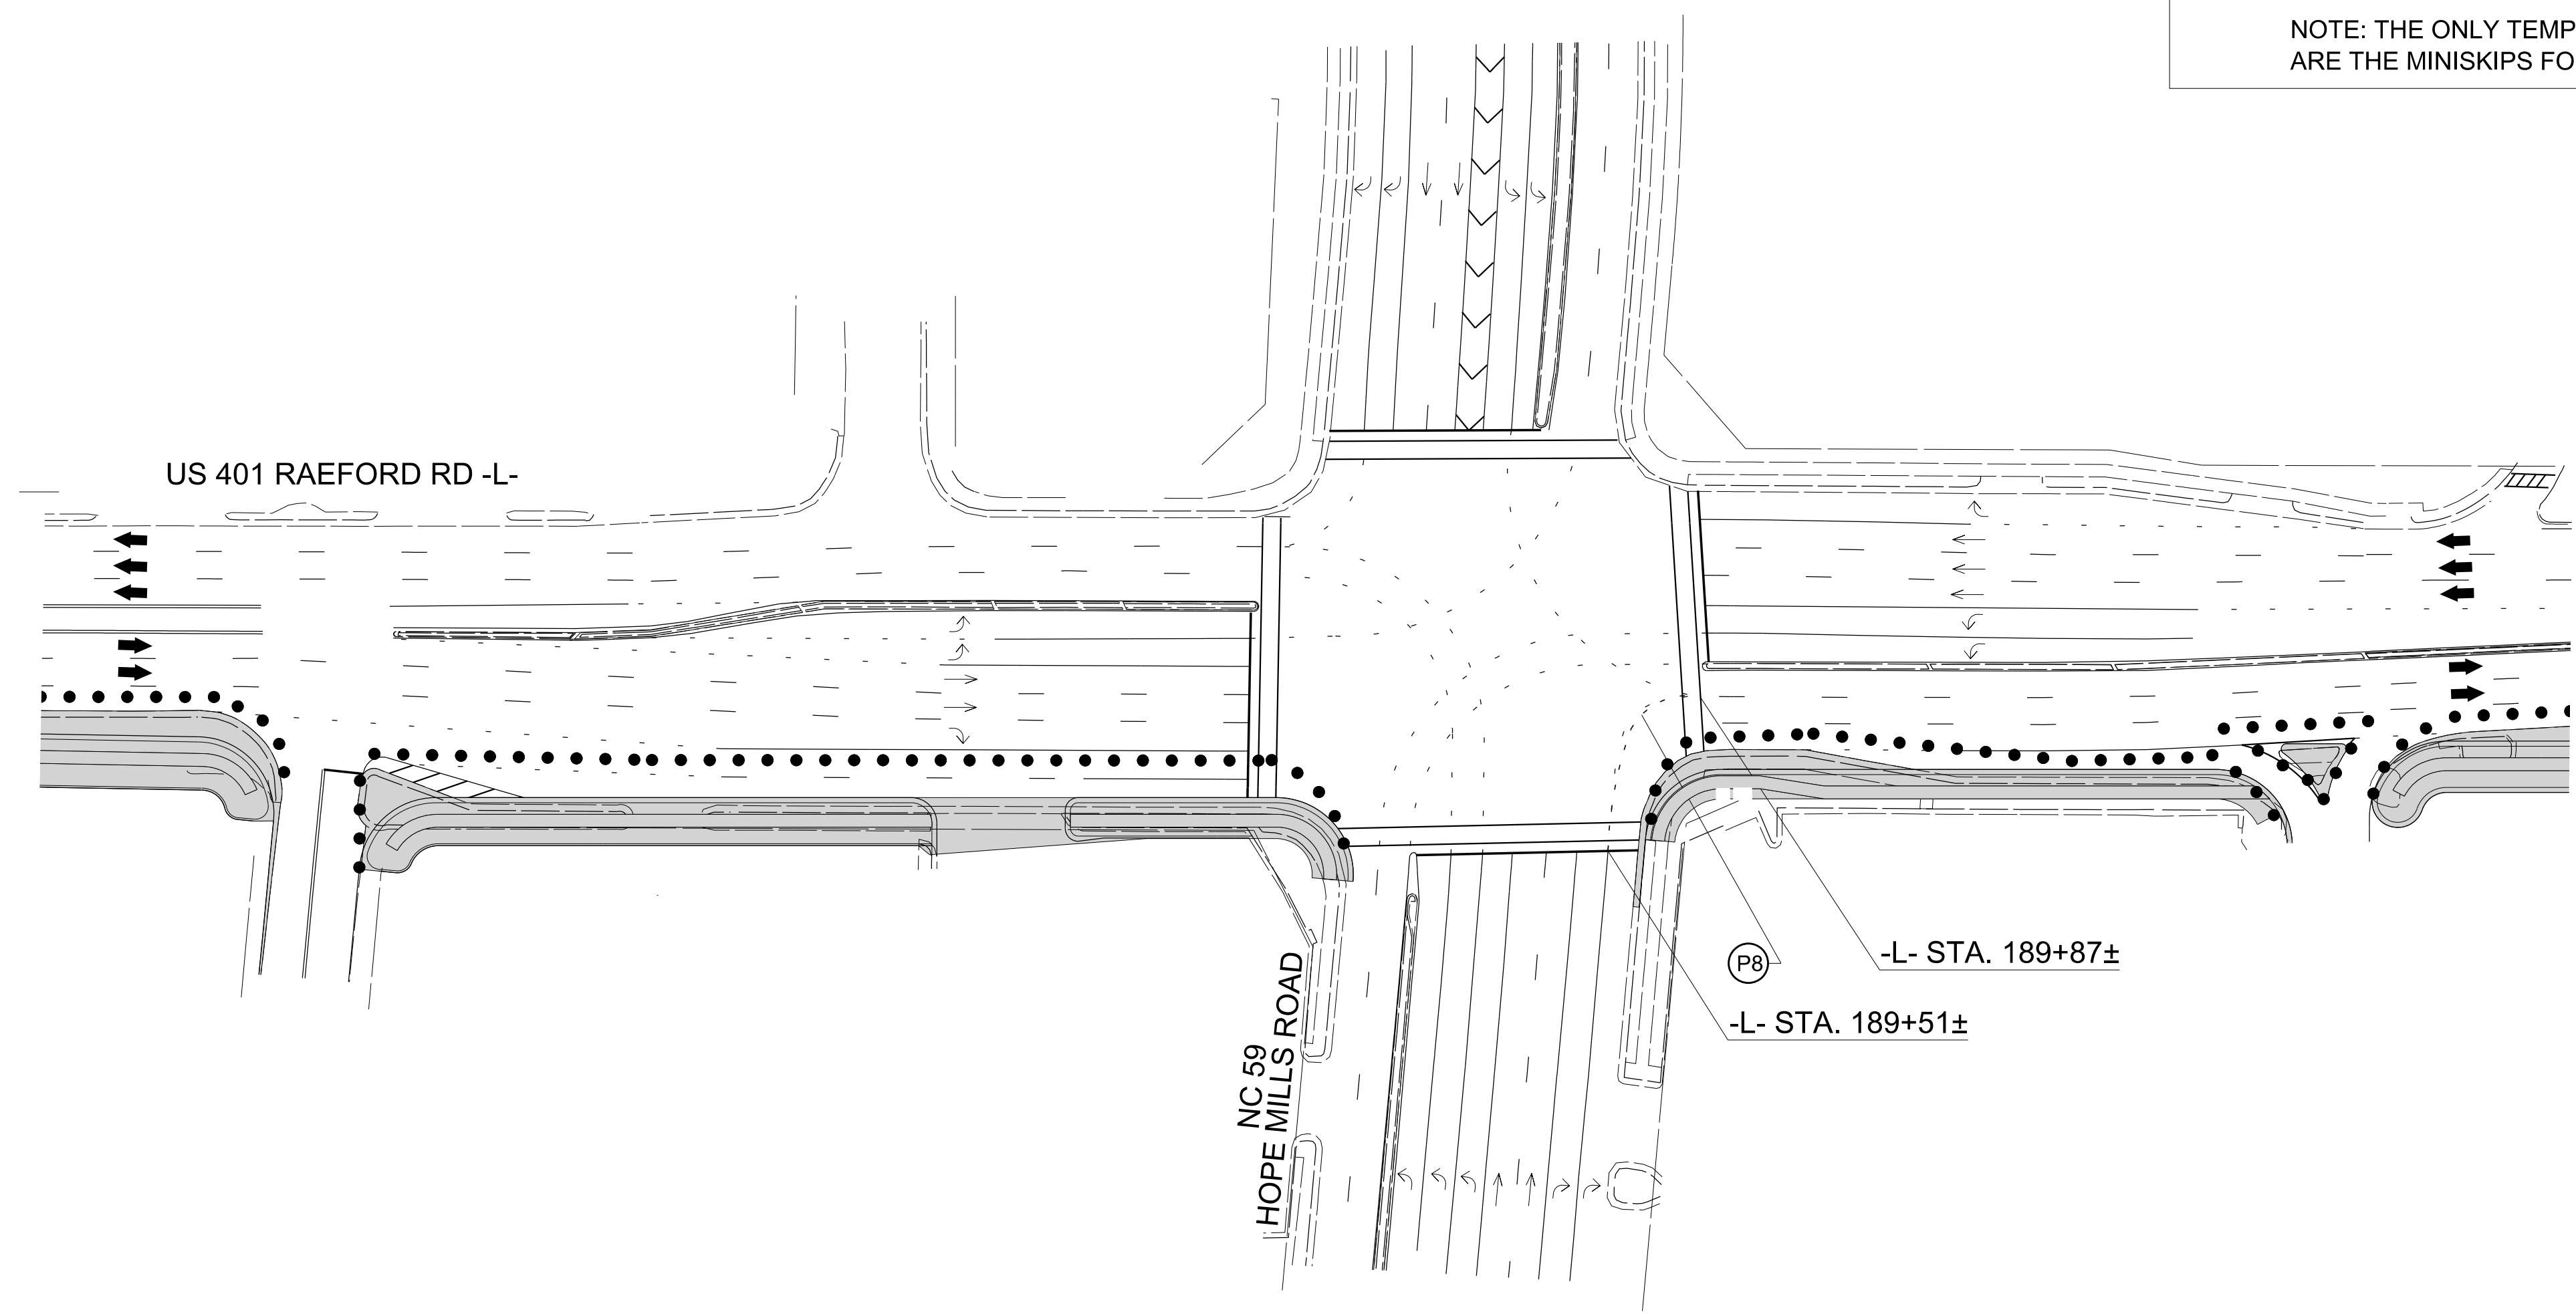 NOTE: THE ONLY TEMP
ARE THE MINISKIPS FO
US 401 RAEFORD RD -L-
P8
-L- STA. 189+87±
-L- STA. 189+51±
NC 59
HOPE MILLS ROAD